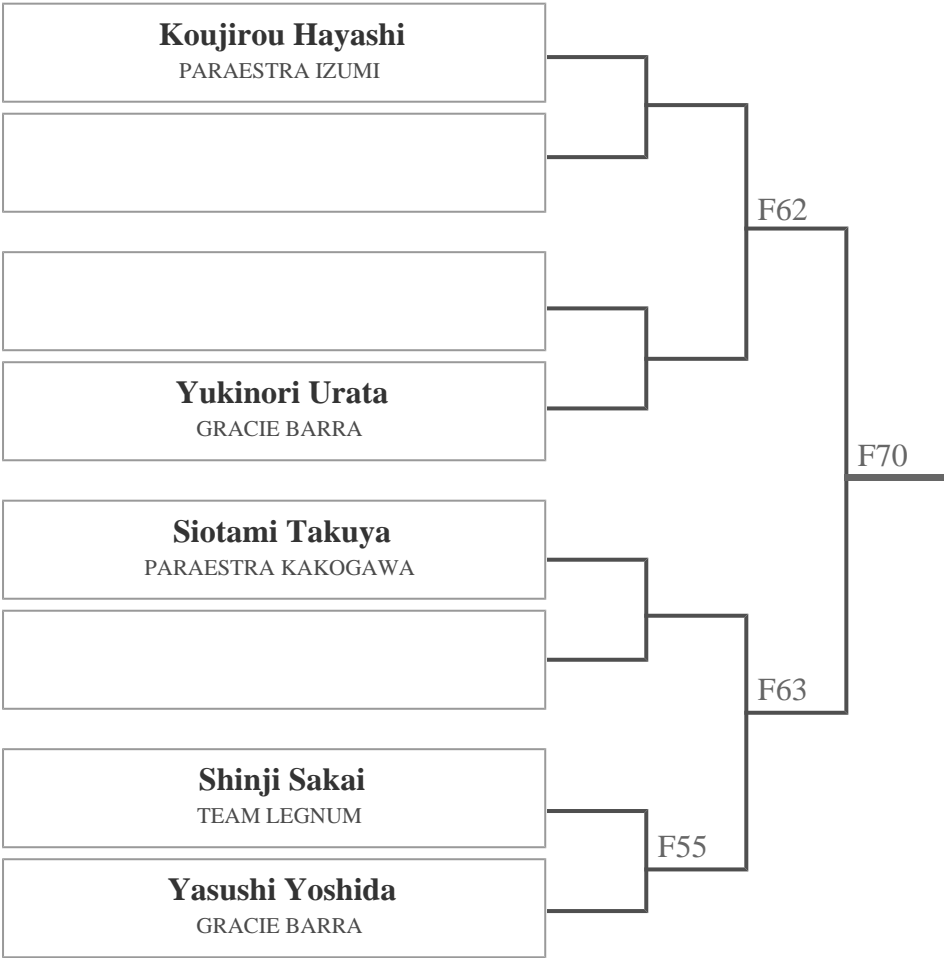 Koujirou Hayashi
PARAESTRA IZUMI
F62
Yukinori Urata
GRACIE BARRA
F70
Siotami Takuya
PARAESTRA KAKOGAWA
F63
Shinji Sakai
TEAM LEGNUM
F55
Yasushi Yoshida
GRACIE BARRA